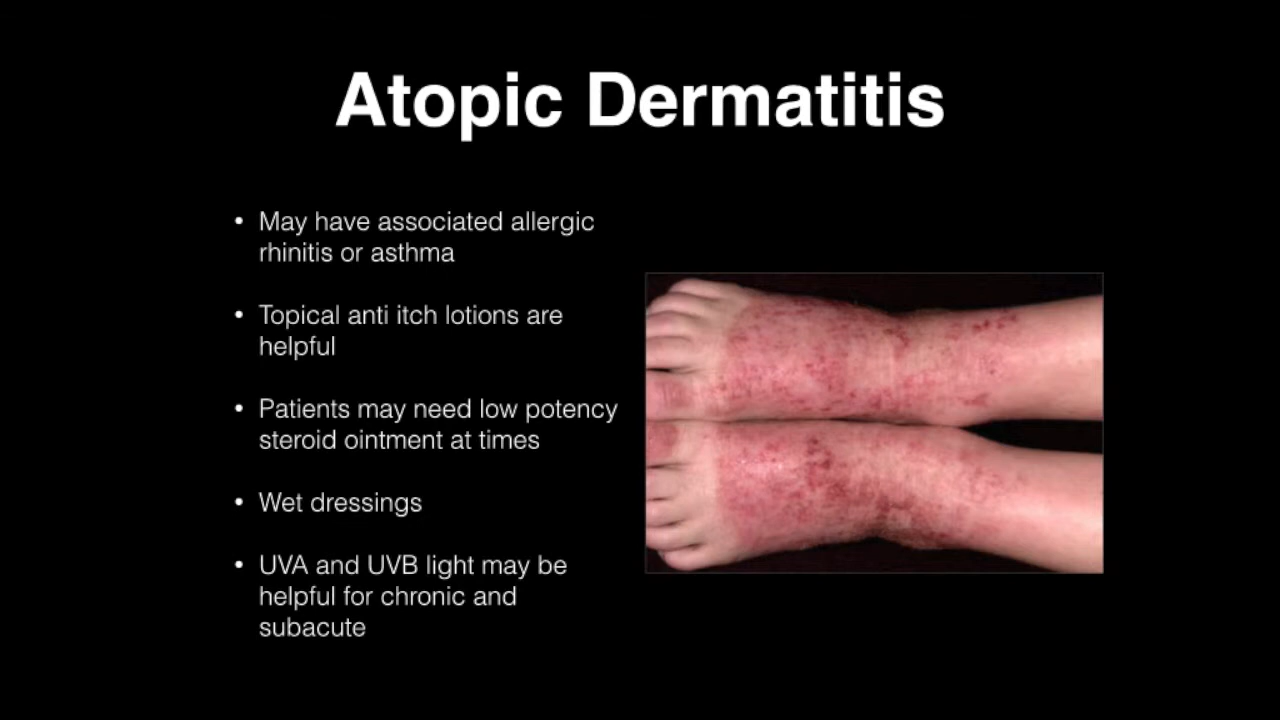 Atopic Dermatitis
• May have associated allergic
rhinitis or asthma
• Topical anti itch lotions are
helpful
• Patients may need low potency
steroid ointment at times
• Wet dressings
• UVA and UVB light may be
helpful for chronic and
subacute